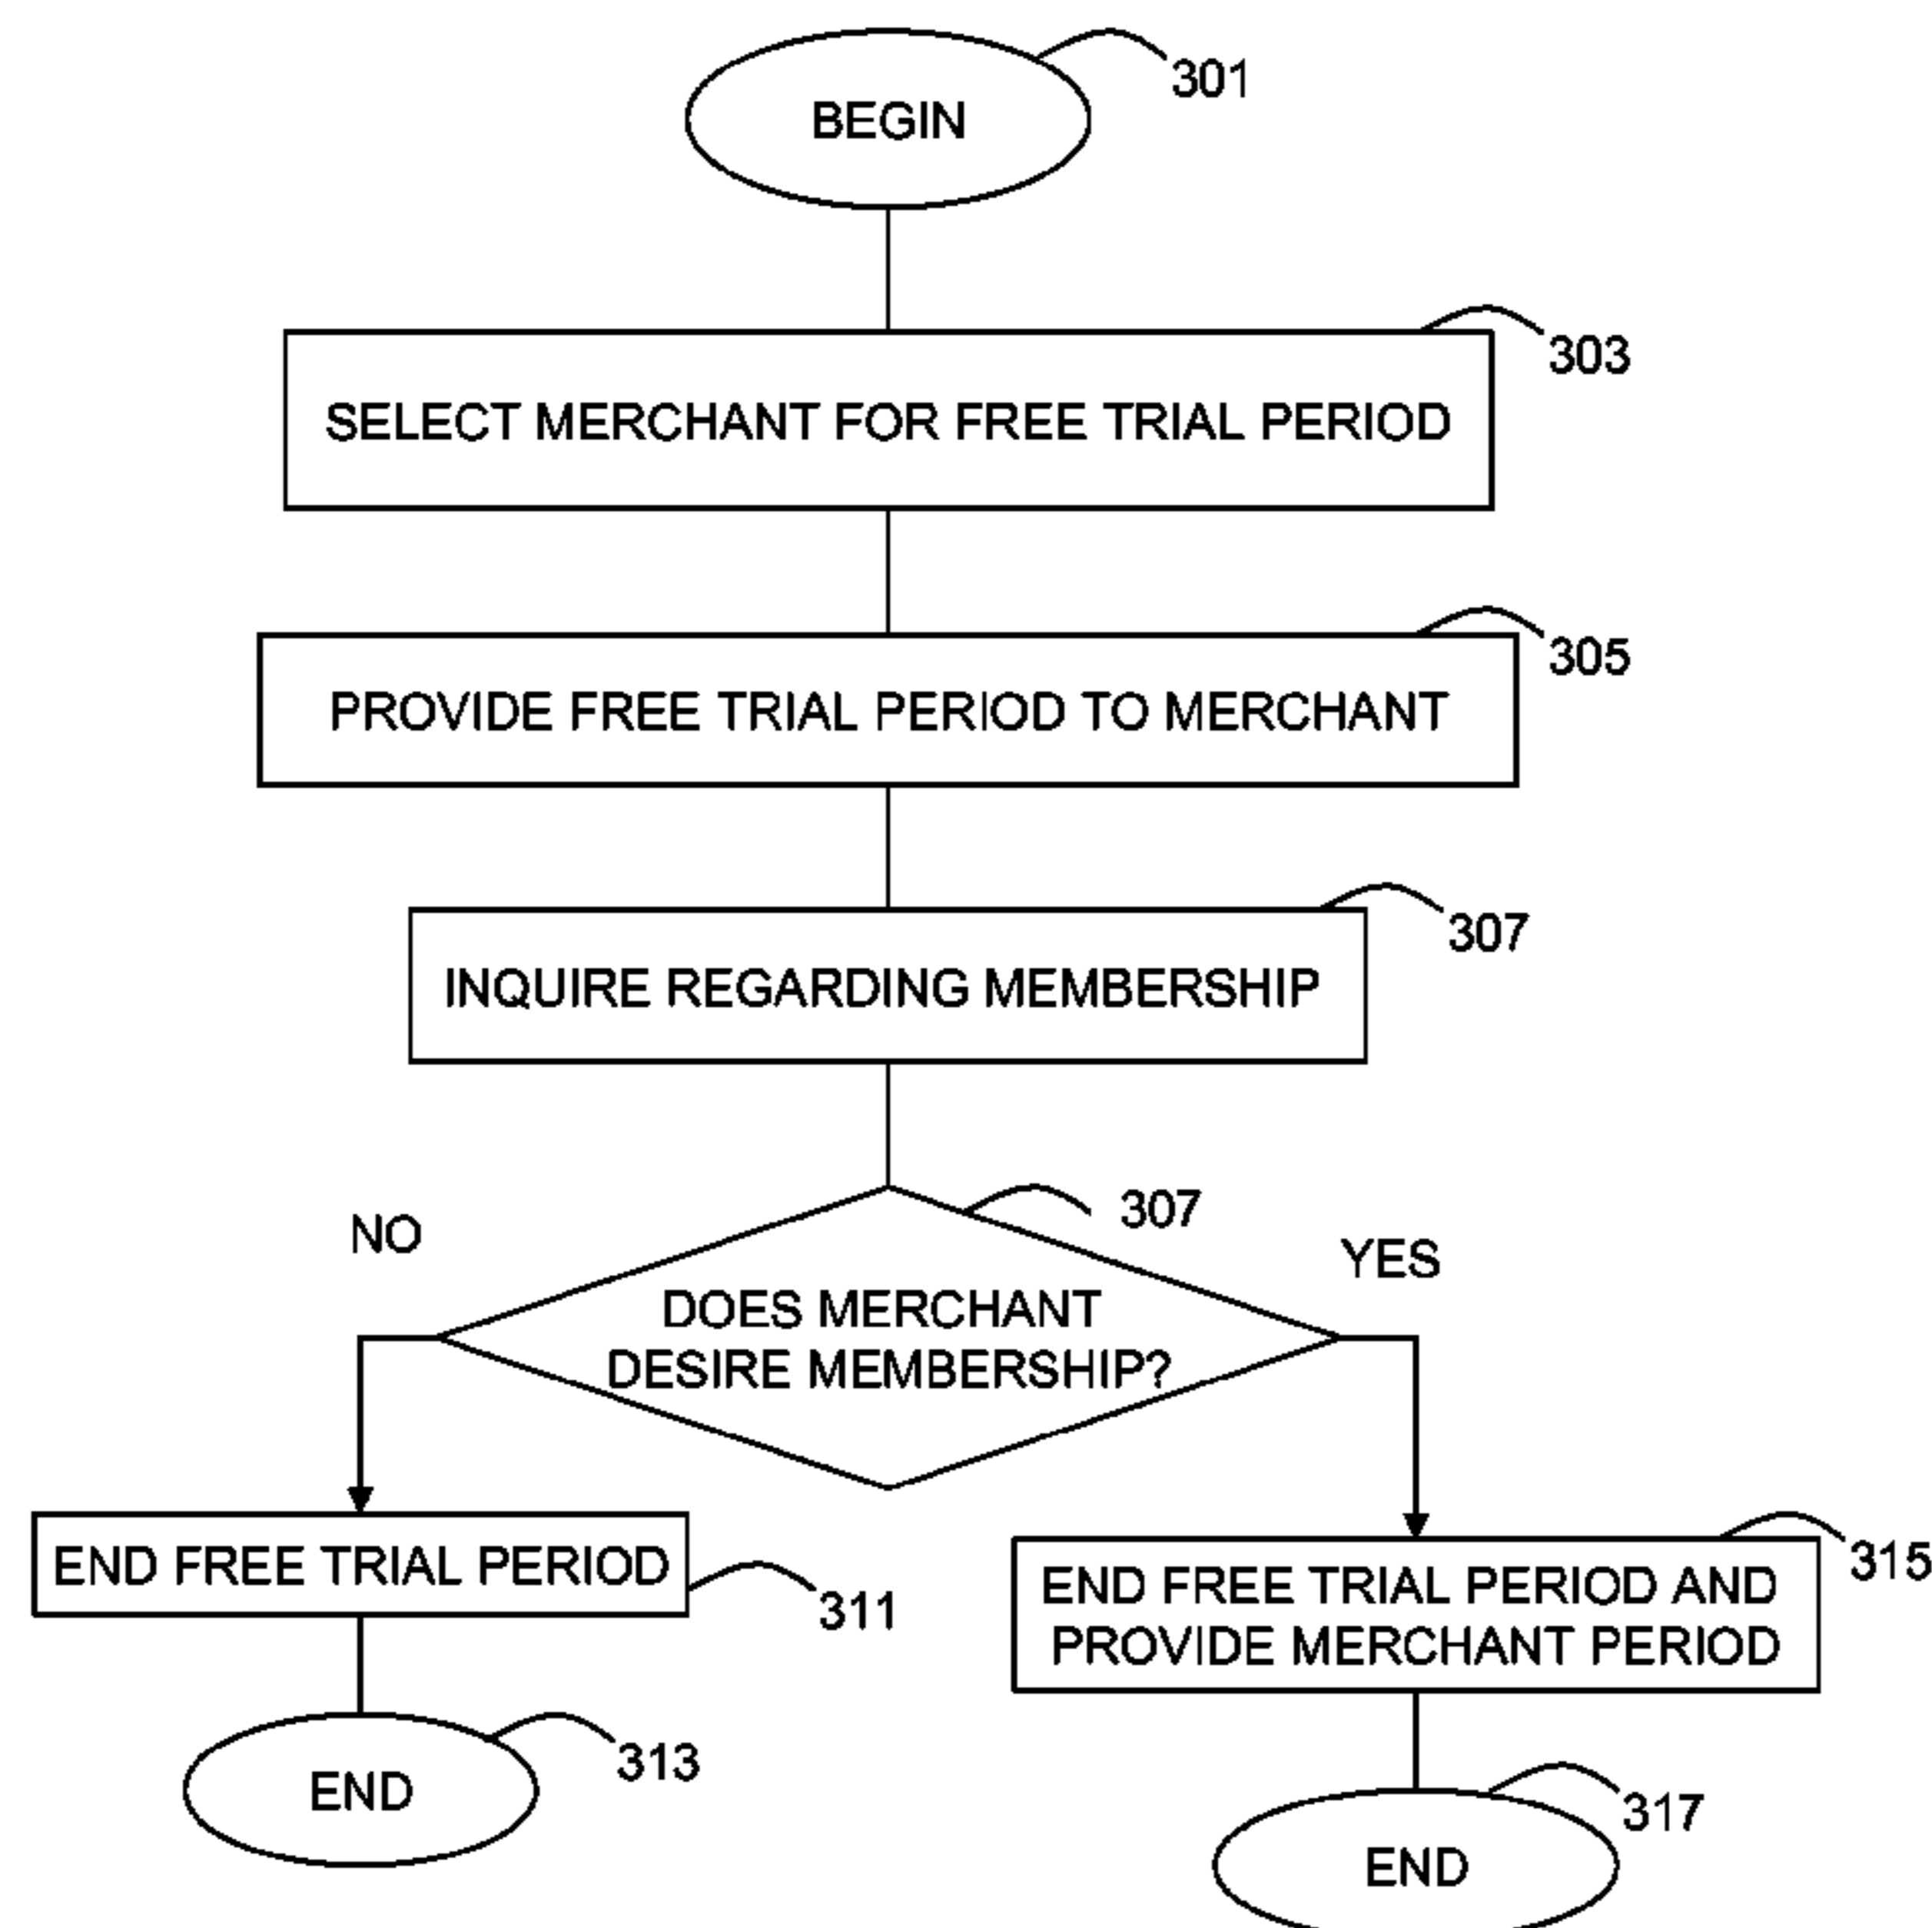 301
BEGIN
303
SELECT MERCHANT FOR FREE TRIAL PERIOD
305
PROVIDE FREE TRIAL PERIOD TO MERCHANT
307
INQUIRE REGARDING MEMBERSHIP
307
NO
YES
DOES MERCHANT
DESIRE MEMBERSHIP?
END FREE TRIAL PERIOD
311
315
END FREE TRIAL PERIOD AND
PROVIDE MERCHANT PERIOD
313
END
317
END